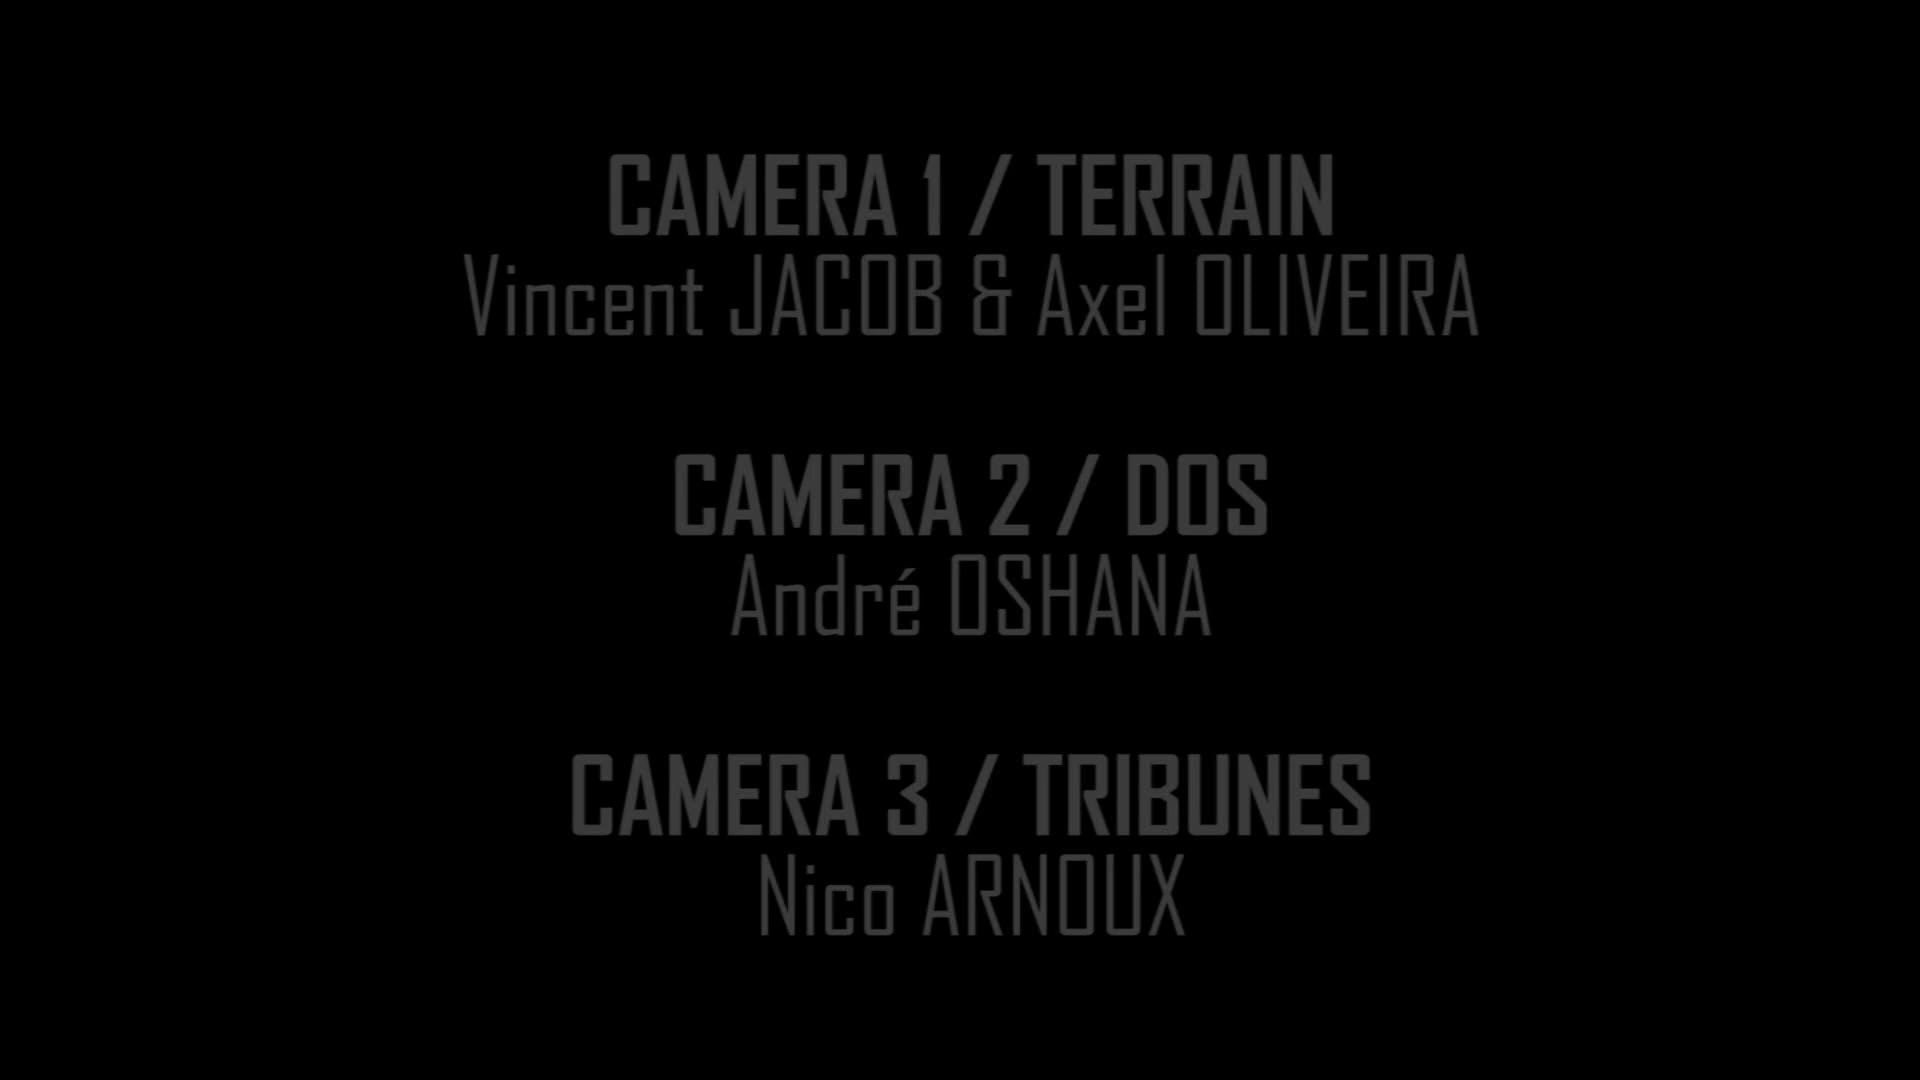 CAMERA 1 / TERRAIN
Vincent JACOB & Axel OLIVEIRA
CAMERA 2 / DOS
André OSHANA
CAMERA 3 / TRIBUNES
Nico ARNOUX